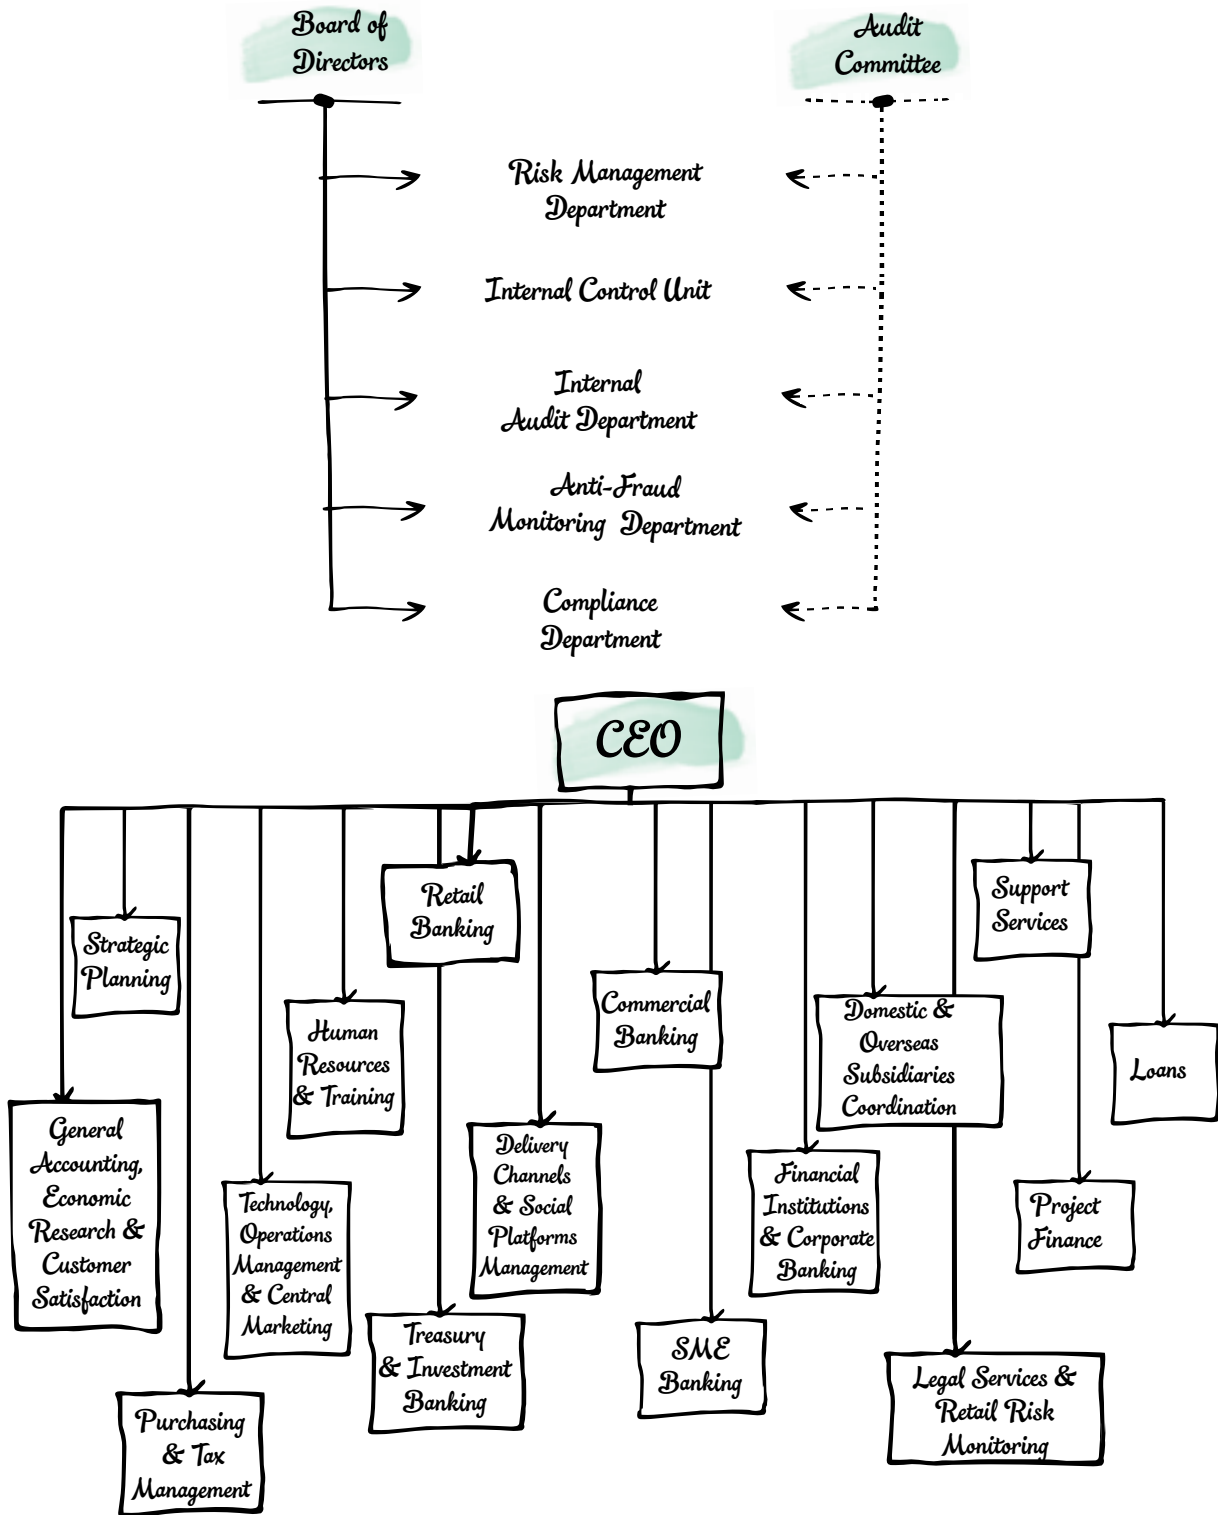 Board of
Directors
Audit
Committee
Risk Management
Department
Internal Control Unit
Internal
Audit Department
Anti-Fraud
Monitoring Department
Compliance
Department
CEO
Retail
Banking
Support
Services
Strategic
Planning
Human
Resources
& Training
Commercial
Banking
Domestic &
Overseas
Subsidiaries
Coordination
Loans
General
Accounting,
Economic
Research &
Customer
Satisfaction
Technology,
Operations
Management
& Central
Marketing
Delivery
Channels
& Social
Platforms
Management
Financial
Institutions
& Corporate
Banking
Project
Finance
Treasury
& Investment
Banking
SME
Banking
Legal Services &
Retail Risk
Monitoring
Purchasing
& Tax
Management